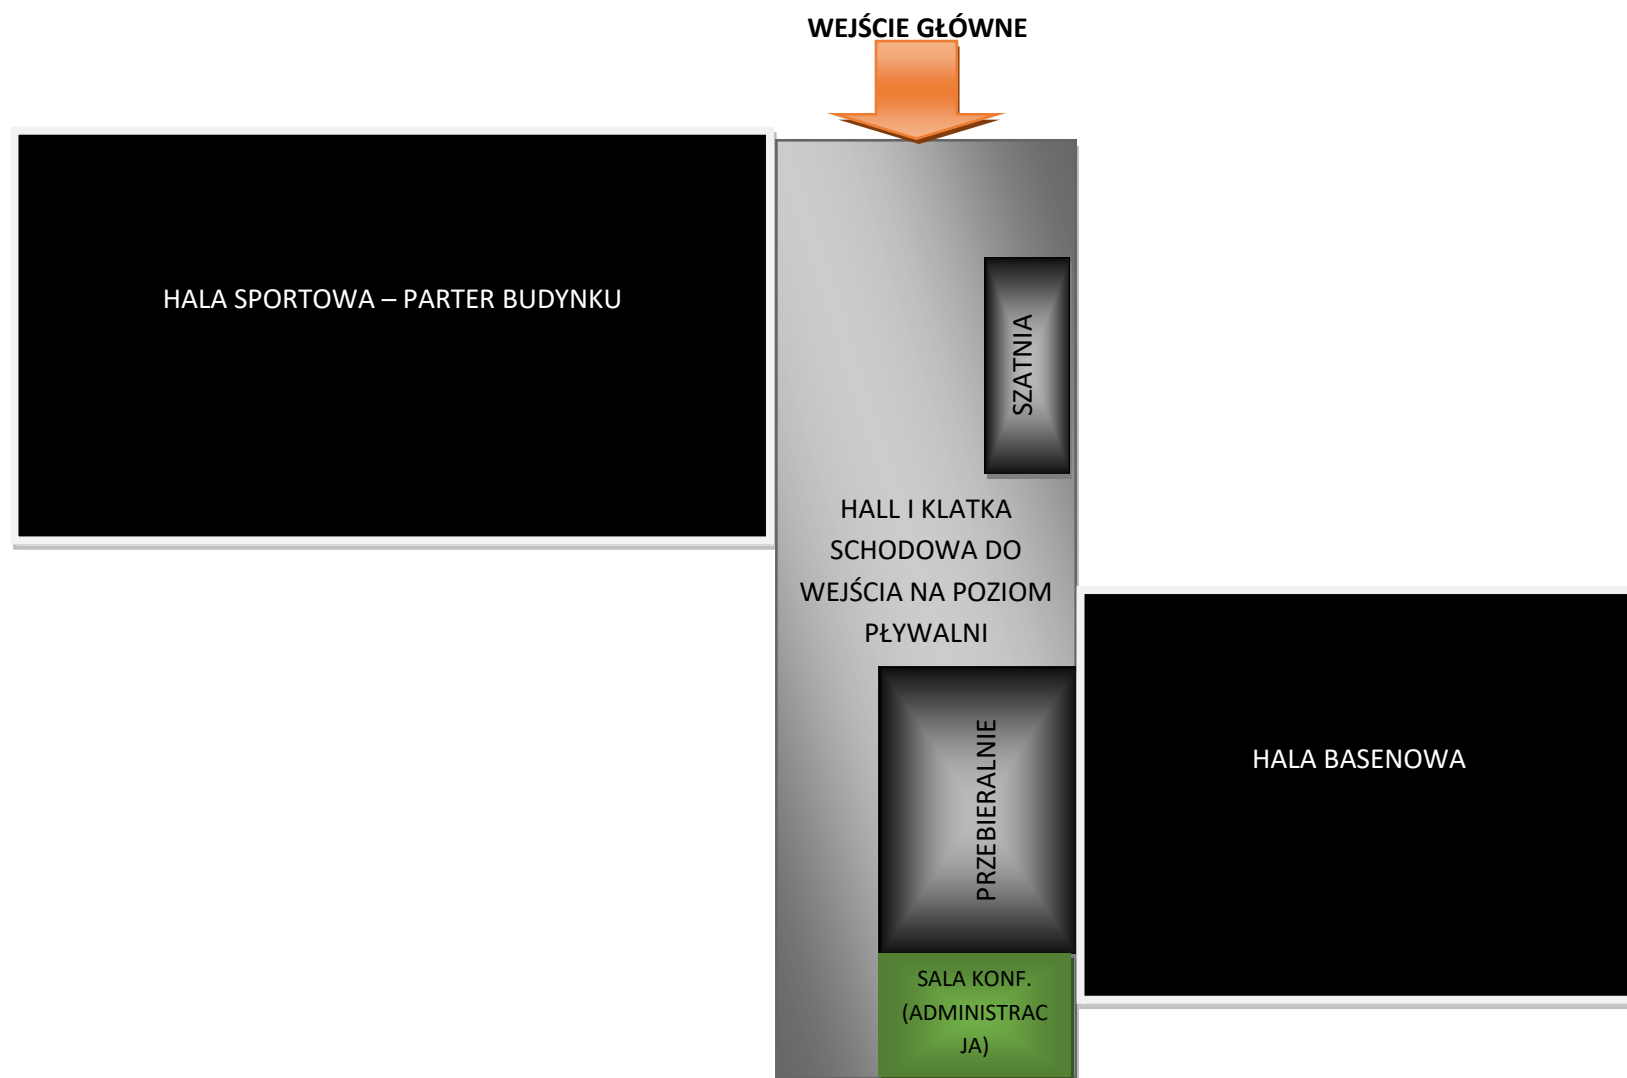 WEJŚCIE GŁÓWNE
HALA SPORTOWA – PARTER BUDYNKU
SZATNIA
HALL I KLATKA
SCHODOWA DO
WEJŚCIA NA POZIOM
PŁYWALNI
PRZEBIERALNIE
HALA BASENOWA
SALA KONF.
(ADMINISTRAC
JA)